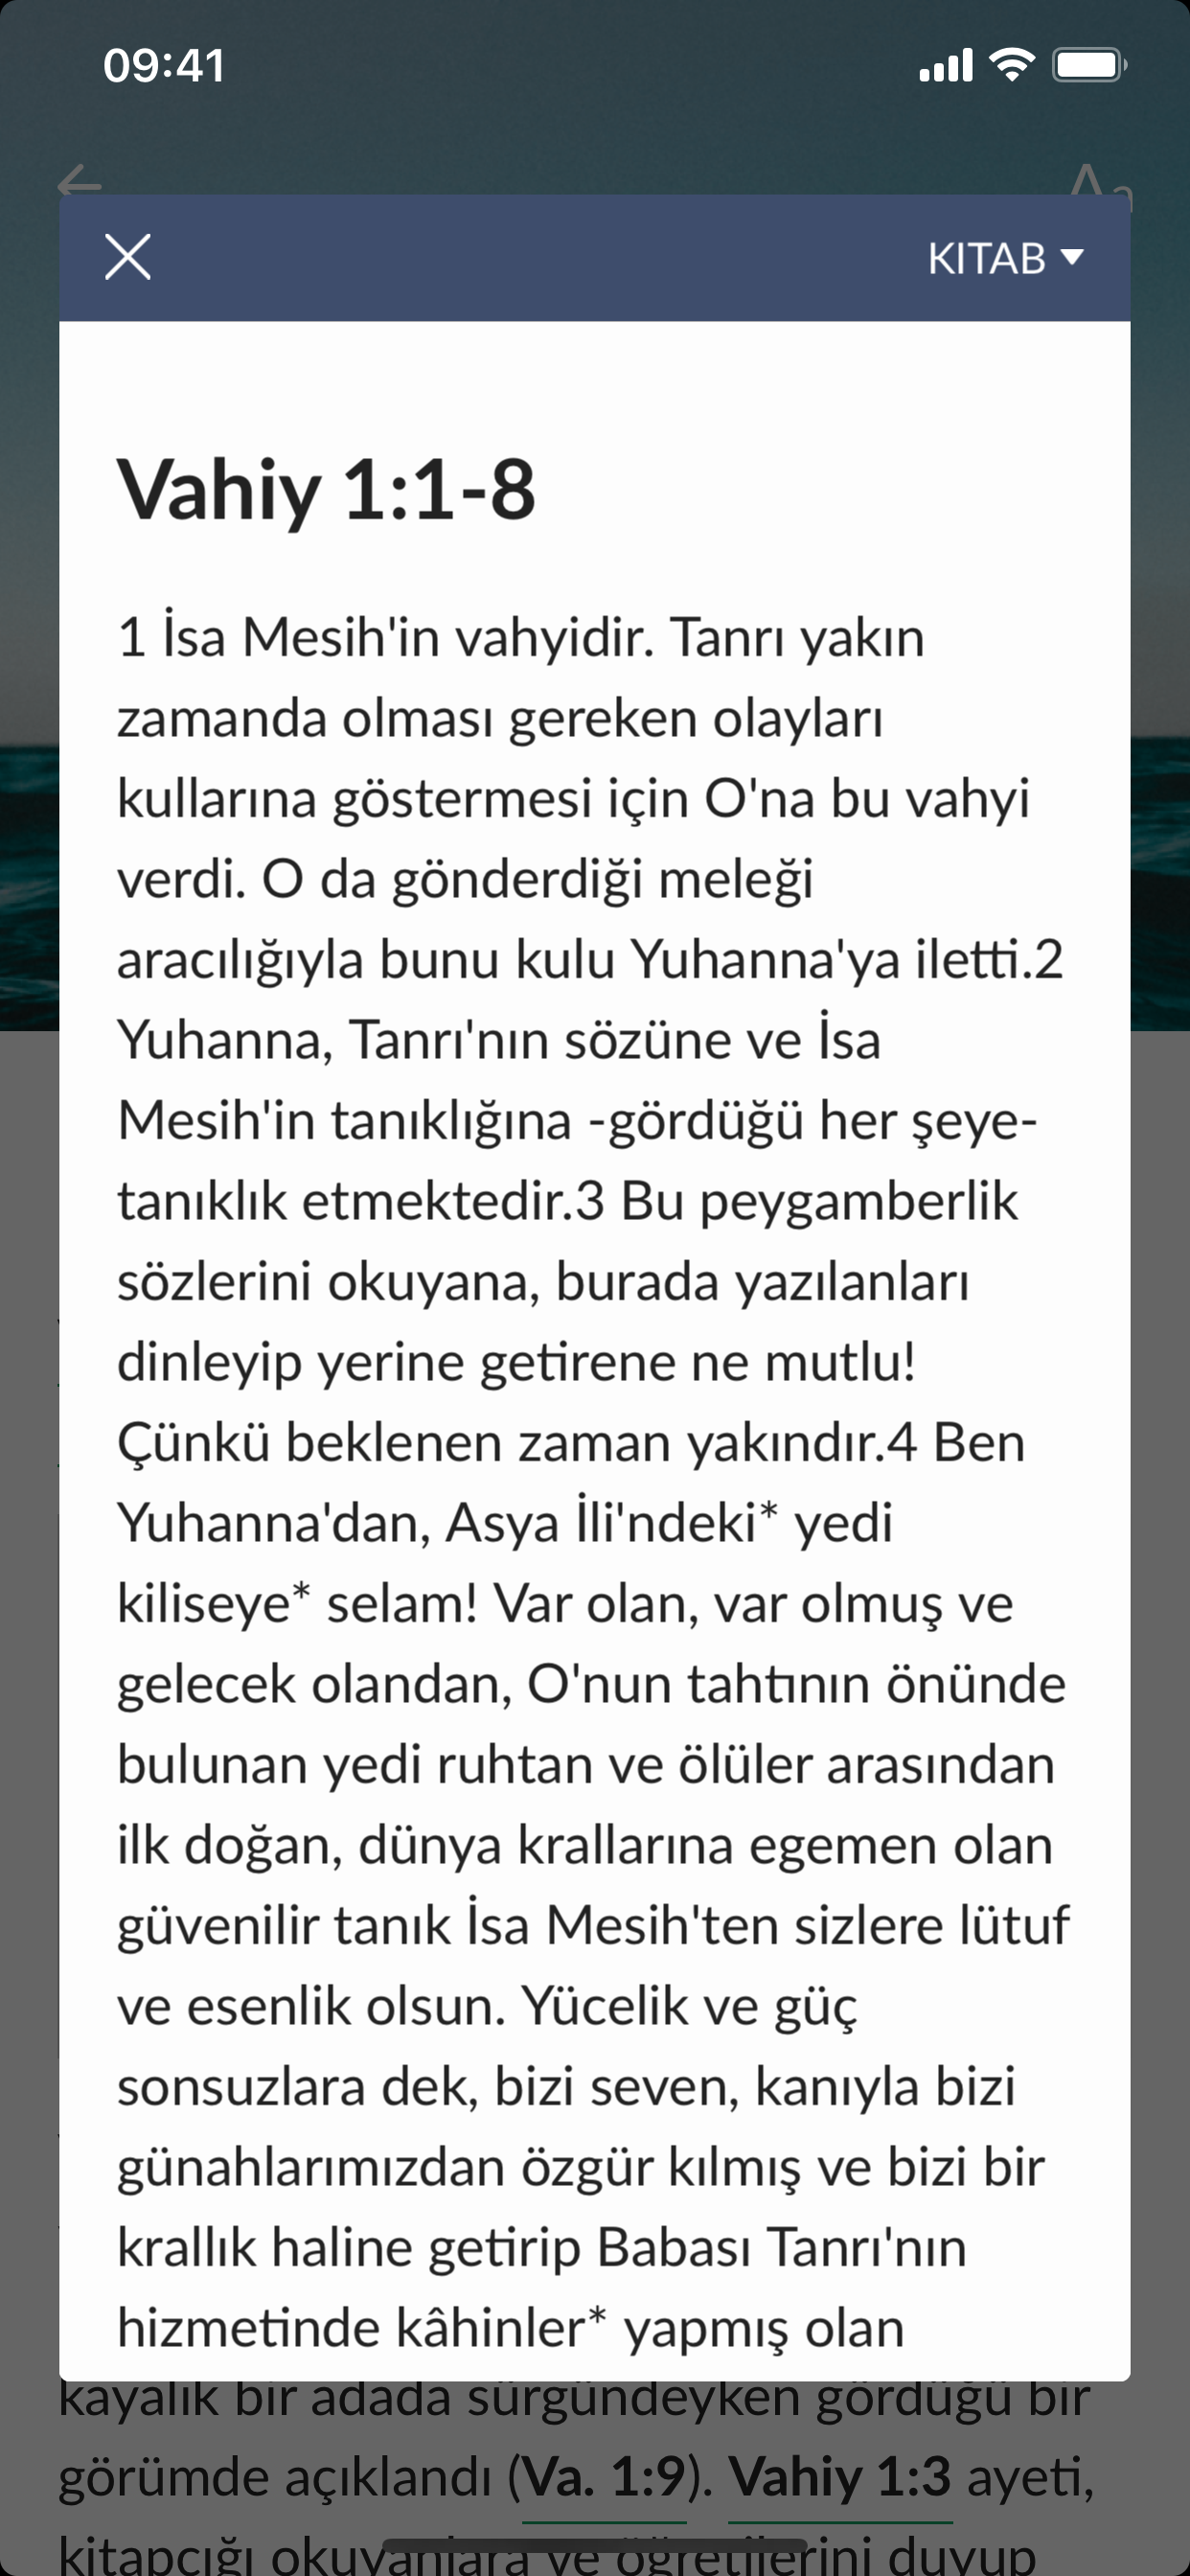 09:41
Aa
KITAB
Vahiy 1:1-8
1 İsa Mesih'in vahyidir. Tanrı yakın
zamanda olması gereken olayları
kullarına göstermesi için O'na bu vahyi
verdi. O da gönderdiği meleği
aracılığıyla bunu kulu Yuhanna'ya iletti.2
Yuhanna, Tanrı'nın sözüne ve İsa
Mesih'in tanıklığına -gördüğü her şeye-
tanıklık etmektedir.3 Bu peygamberlik
sözlerini okuyana, burada yazılanları
dinleyip yerine getirene ne mutlu!
Çünkü beklenen zaman yakındır.4 Ben
Yuhanna'dan, Asya İli'ndeki* yedi
kiliseye* selam! Var olan, var olmuş ve
gelecek olandan, O'nun tahtının önünde
bulunan yedi ruhtan ve ölüler arasından
ilk doğan, dünya krallarına egemen olan
güvenilir tanık İsa Mesih'ten sizlere lütuf
ve esenlik olsun. Yücelik ve güç
sonsuzlara dek, bizi seven, kanıyla bizi
günahlarımızdan özgür kılmış ve bizi bir
krallık haline getirip Babası Tanrı'nın
hizmetinde kâhinler* yapmış olan
kayalık bir adada sürgündeyken gördüğü bir
görümde açıklandı (Va. 1:9). Vahiy 1:3 ayeti,
kitapçığı okuyanlara ve öğretilerini duyup